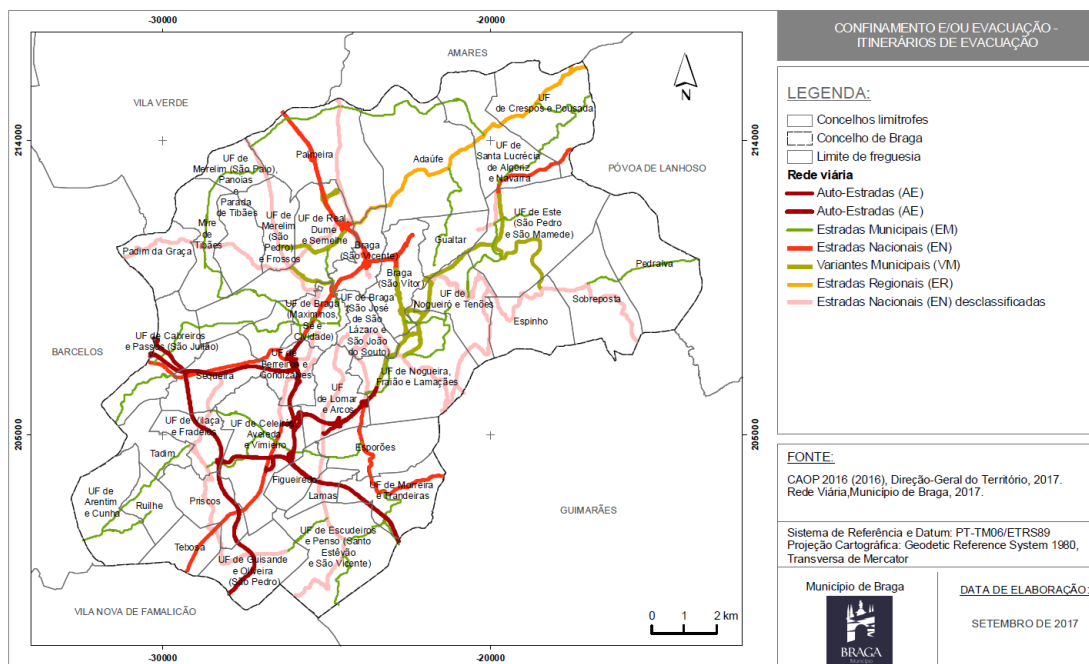 -30000
-20000
CONFINAMENTO E/OU EVACUAÇÃO -
ITINERÁRIOS DE EVACUAÇÃO
AMARES
VILA VERDE
N
UF
de Crespos e Pousada
214000
214000
Palmeira
Adaúfe
UF de
Santa Lucrécia
de Algeriz
e Navarra
PÓVOA DE LANHOSO
UF de
Merelim (São Paio),
Panoias
e
Parada
de Tibães
Mire
de
Tibães
UF de
Merelim
(São
Pedro)
e Frossos
UF de Real,
Dume
e Semelhe
UF de Este
(São Pedro
e São Mamede)
Gualtar
Padim da Graça
Braga
(São Vicente)
Braga
(São Vítor)
Pedralva
UF de
Nogueiró e Tenões
Sobreposta
Espinho
UF de Braga
(Maximinos,
Sé e
Cividade)
UF de Braga
(São José
de São
Lázaro e
São João
do Souto)
UF de Cabreiros
e Passos (São Julião)
BARCELOS
Sequeira
UF de
Ferreiros e
Gondizalves
UF de Nogueira,
Fraião e Lamaçães
UF
de Lomar
e Arcos
UF de Vilaça
e Fradelos
UF de Celeirós,
Aveleda
e Vimieiro
205000
205000
Esporões
Tadim
Figueiredo
UF de Morreira
e Trandeiras
Lamas
UF de
Arentim
e Cunha
Ruilhe
Priscos
GUIMARÃES
UF de Escudeiros
e Penso (Santo
Estêvão
e São Vicente)
Tebosa
UF de Guisande
e Oliveira
(São Pedro)
VILA NOVA DE FAMALICÃO
0 1 2 km
-30000
-20000
LEGENDA:
Concelhos limítrofes
Concelho de Braga
Limite de freguesia
Rede viária
Auto-Estradas (AE)
Auto-Estradas (AE)
Estradas Municipais (EM)
Estradas Nacionais (EN)
Variantes Municipais (VM)
Estradas Regionais (ER)
Estradas Nacionais (EN) desclassificadas
FONTE:
CAOP 2016 (2016), Direção-Geral do Território, 2017.
Rede Viária,Município de Braga, 2017.
Sistema de Referência e Datum: PT-TM06/ETRS89
Projeção Cartográfica: Geodetic Reference System 1980,
Transversa de Mercator
Município de Braga
BRAGA
Município
DATA DE ELABORAÇÃO:
SETEMBRO DE 2017